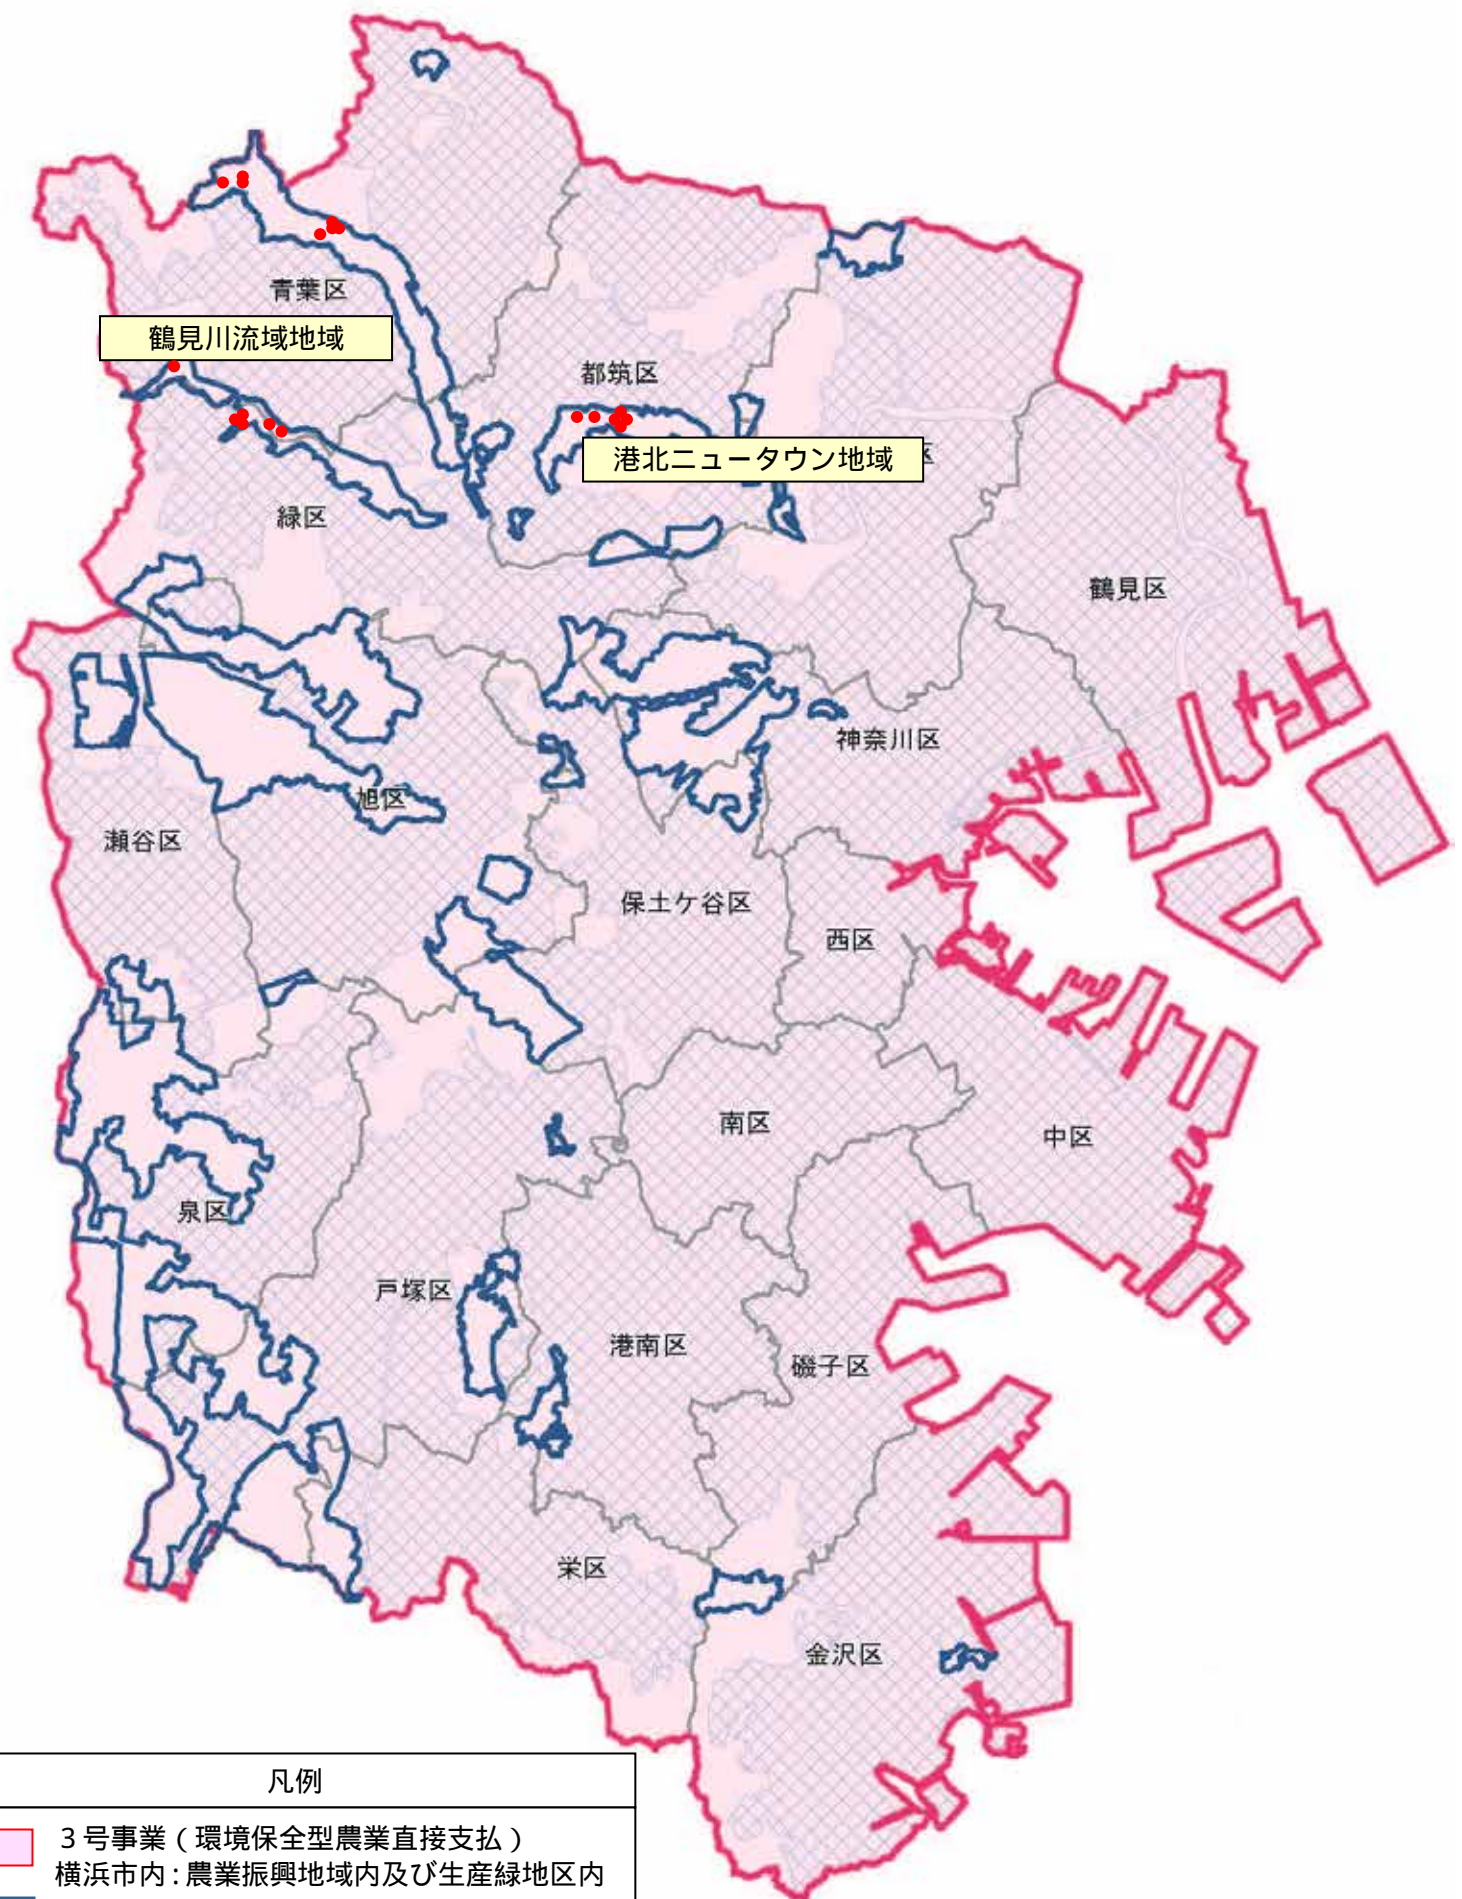 青葉区
鶴見川流域地域
都筑区
港北ニュータウン地域
区
緑区
鶴見区
神奈川区
旭区
瀬谷区
保土ケ谷区
西区
南区
中区
泉区
戸塚区
港南区
磯子区
栄区
金沢区
凡例
３号事業（環境保全型農業直接支払）
横浜市内：農業振興地域内及び生産緑地区内